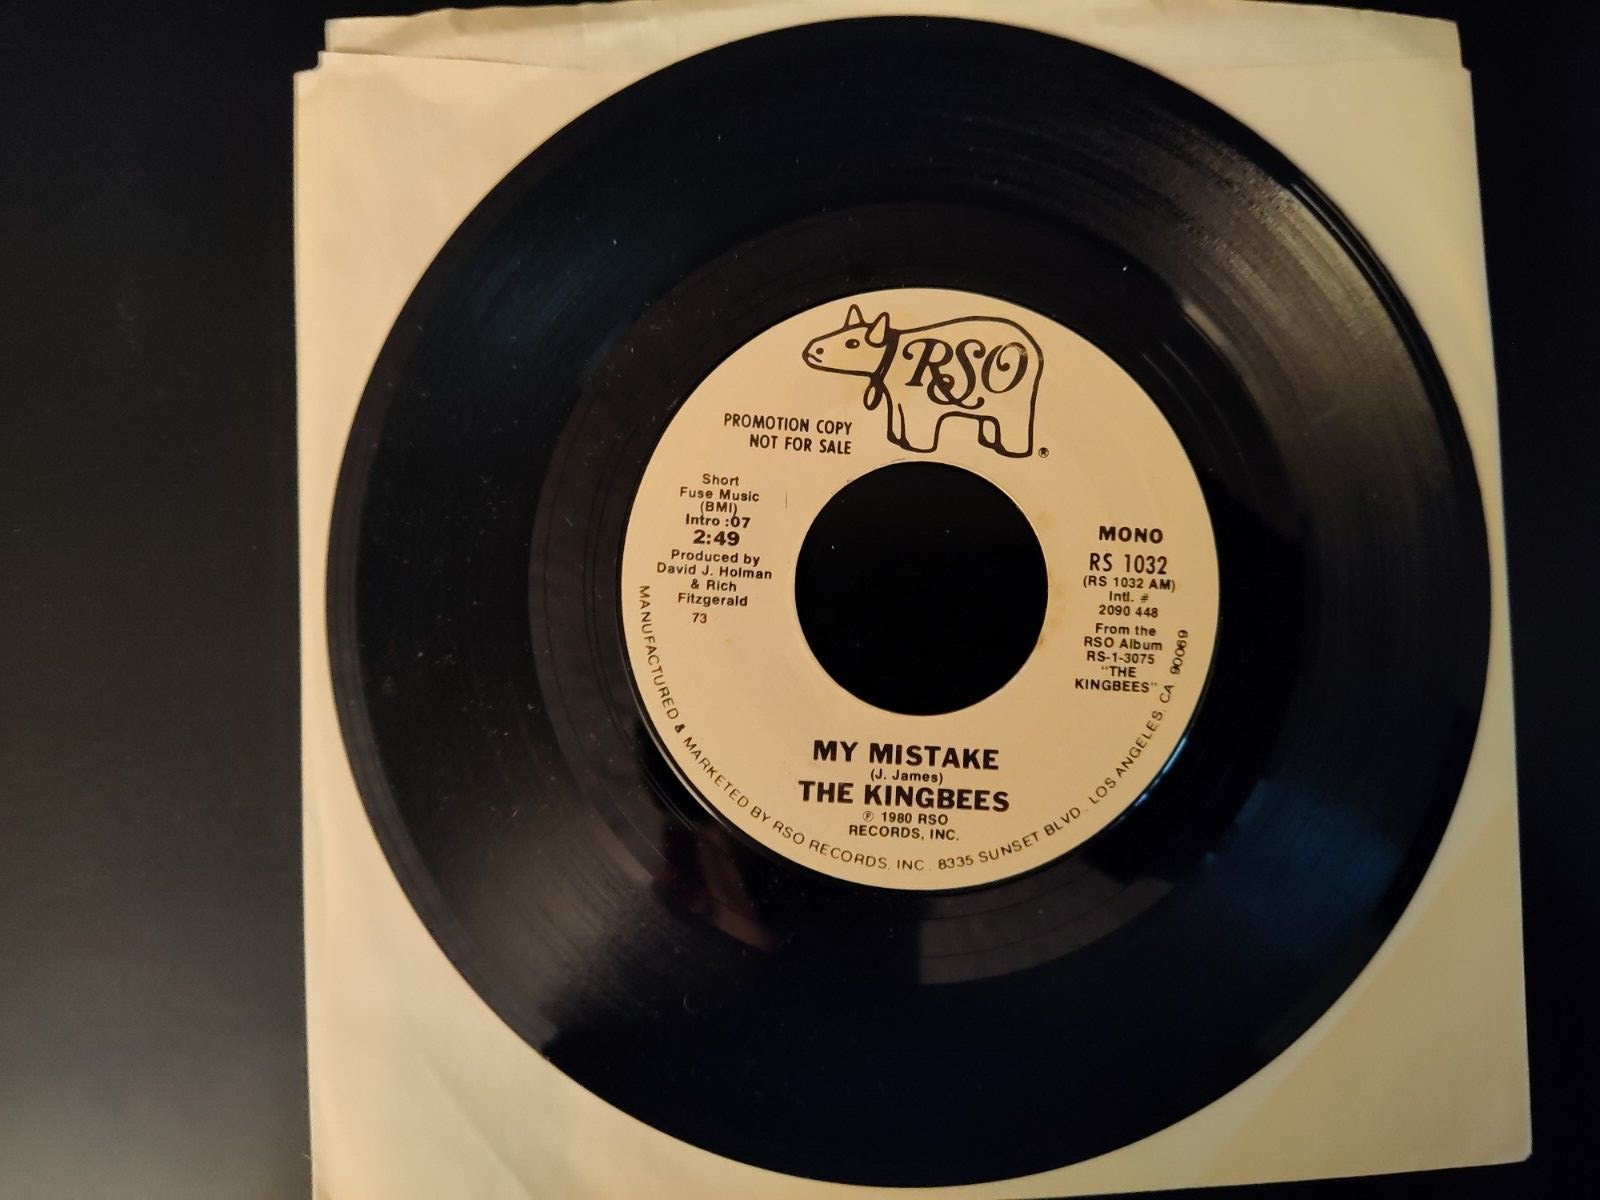 RSO
®
PROMOTION COPY
NOT FOR SALE
Short
Fuse Music
(BMI)
Intro :07
2:49
Produced by
David J. Holman
& Rich
Fitzgerald
73
MONO
RS 1032
(RS 1032 AM)
Intl. #
2090 448
From the
RSO Album
RS-1-3075
"THE
KINGBEES"
MY MISTAKE
(J. James)
THE KINGBEES
℗ 1980 RSO
RECORDS, INC.
MANUFACTURED & MARKETED BY RSO RECORDS, INC. 8335 SUNSET BLVD. LOS ANGELES, CA 90069